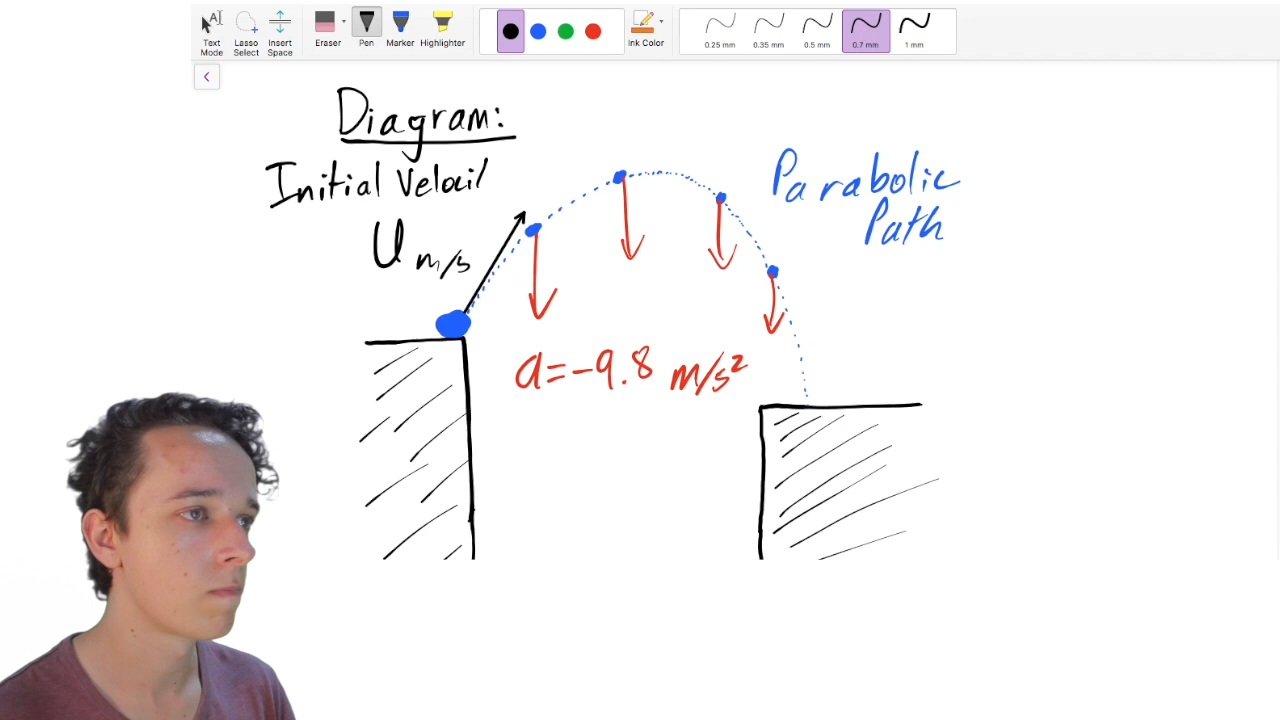 Text Mode
Lasso Select
Insert Space
Eraser
Pen
Marker
Highlighter
Ink Color
0.25 mm
0.35 mm
0.5 mm
0.7 mm
1 mm
Diagram:
Initial Velocit
U m/s
Parabolic
Path
a=-9.8 m/s²